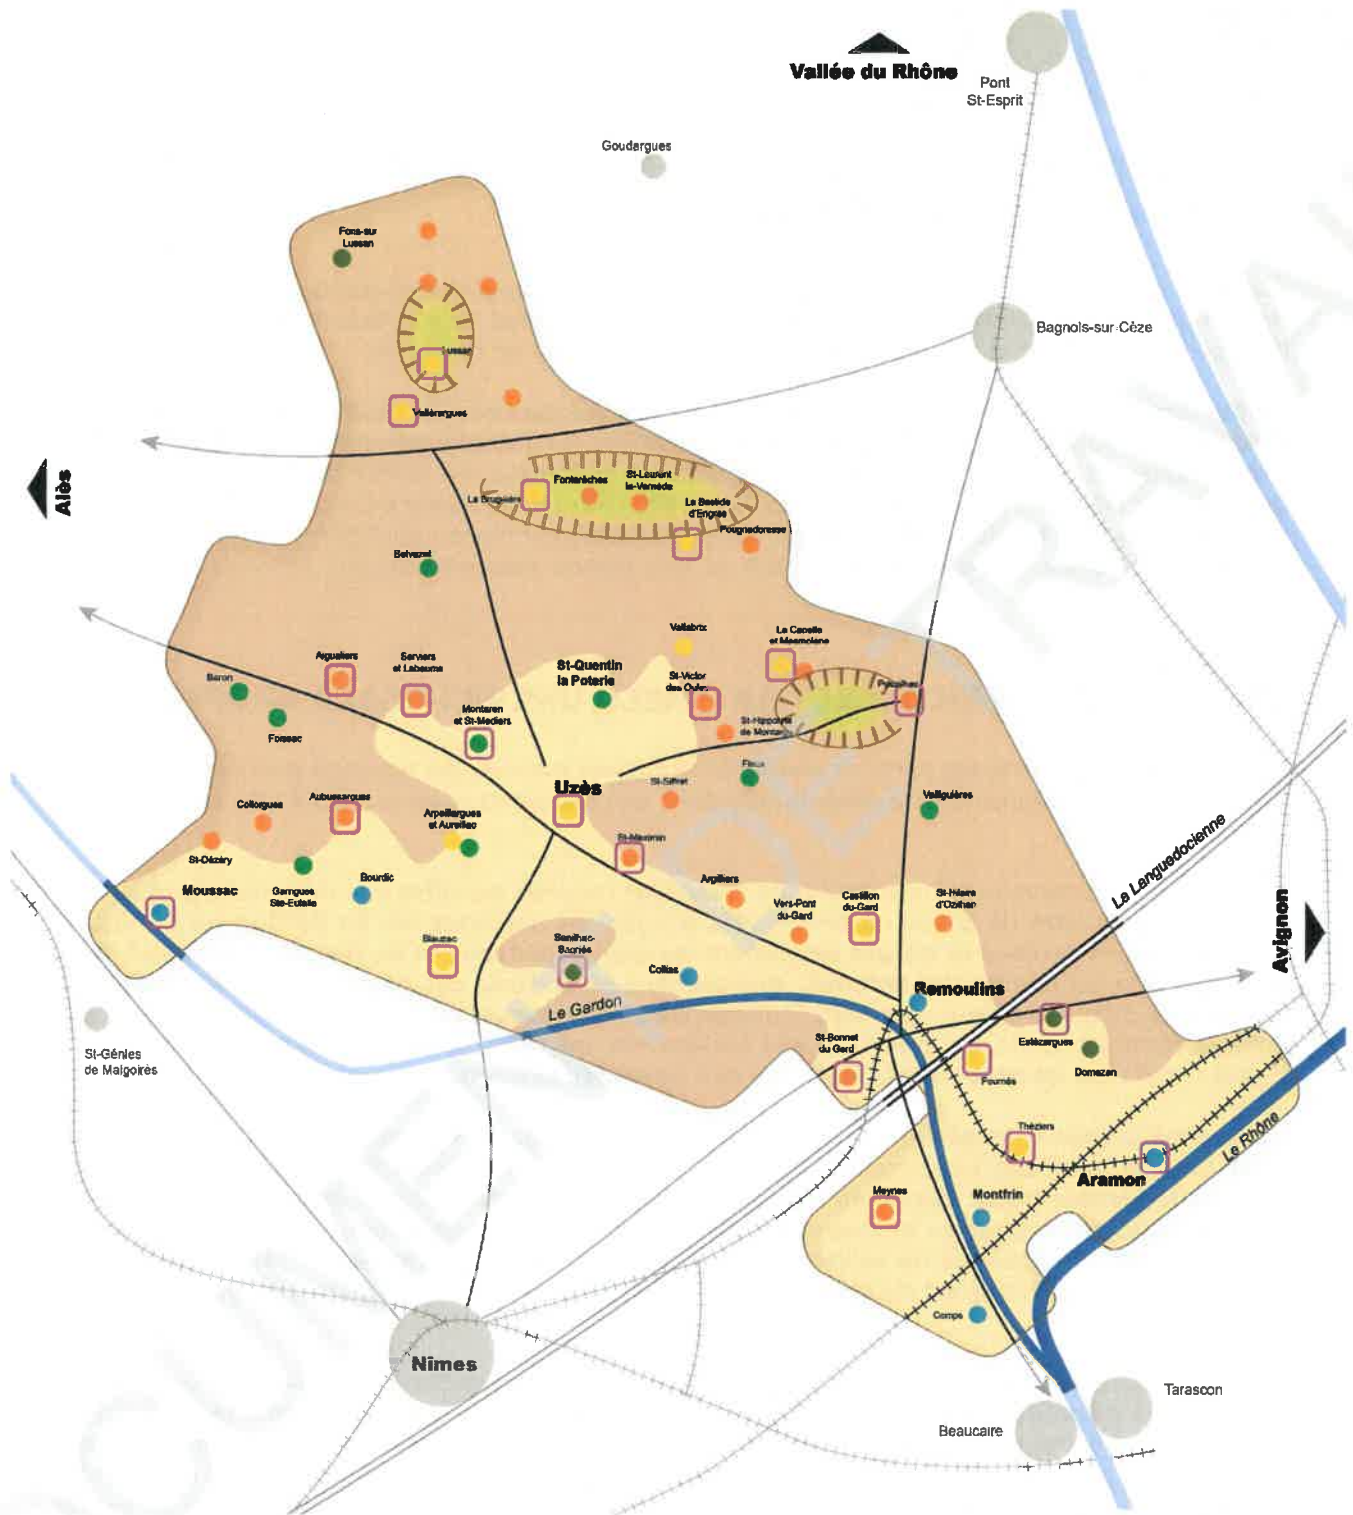 Vallée du Rhône
Pont
St-Esprit
Goudargues
Fons-sur
Lussan
Bagnols-sur-Cèze
Lussan
Vallérargues
Alès
La Bruguière
Fontarèches
St-Laurent
la-Vernède
La Bastide
d'Engras
Pougnadoresse
Belvezet
Vallabrix
La Capelle
et Masmolène
Aigaliers
Serviers
et Labaume
St-Quentin
la Poterie
St-Victor
des Oules
Pouzilhac
Baron
Foissac
Montaren
et St-Mediers
St-Hippolyte
de Montaigu
Flaux
St-Siffret
Uzès
Valliguières
Collorgues
Aubussargues
Arpaillargues
et Aureillac
St-Maximin
La Languedocienne
St-Dézéry
Moussac
Garrigues
Ste-Eulalie
Bourdic
Argilliers
Vers-Pont
du-Gard
Castillon
du-Gard
St-Hilaire
d'Ozilhan
Avignon
Blauzac
Sanilhac-
Sagriès
Collias
Remoulins
Le Gardon
St-Génies
de Malgoirès
St-Bonnet
du Gard
Estézargues
Domazan
Fournès
Théziers
Le Rhône
Aramon
Meynes
Montfrin
Comps
Nîmes
Tarascon
Beaucaire
DOCUMENT DE TRAVAIL